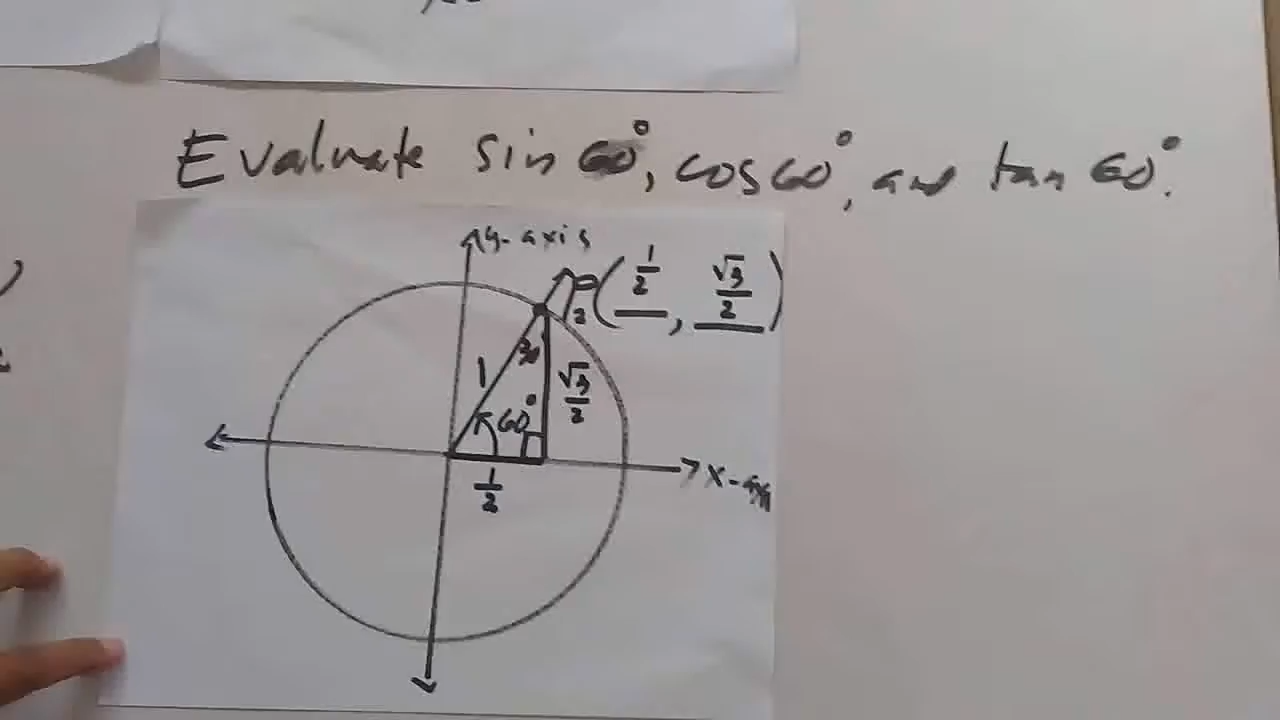 Evaluate sin 60°, cos 60°, and tan 60°.
y-axis
(1/2, √3/2)
30
1
√3/2
60°
1/2
x-axis